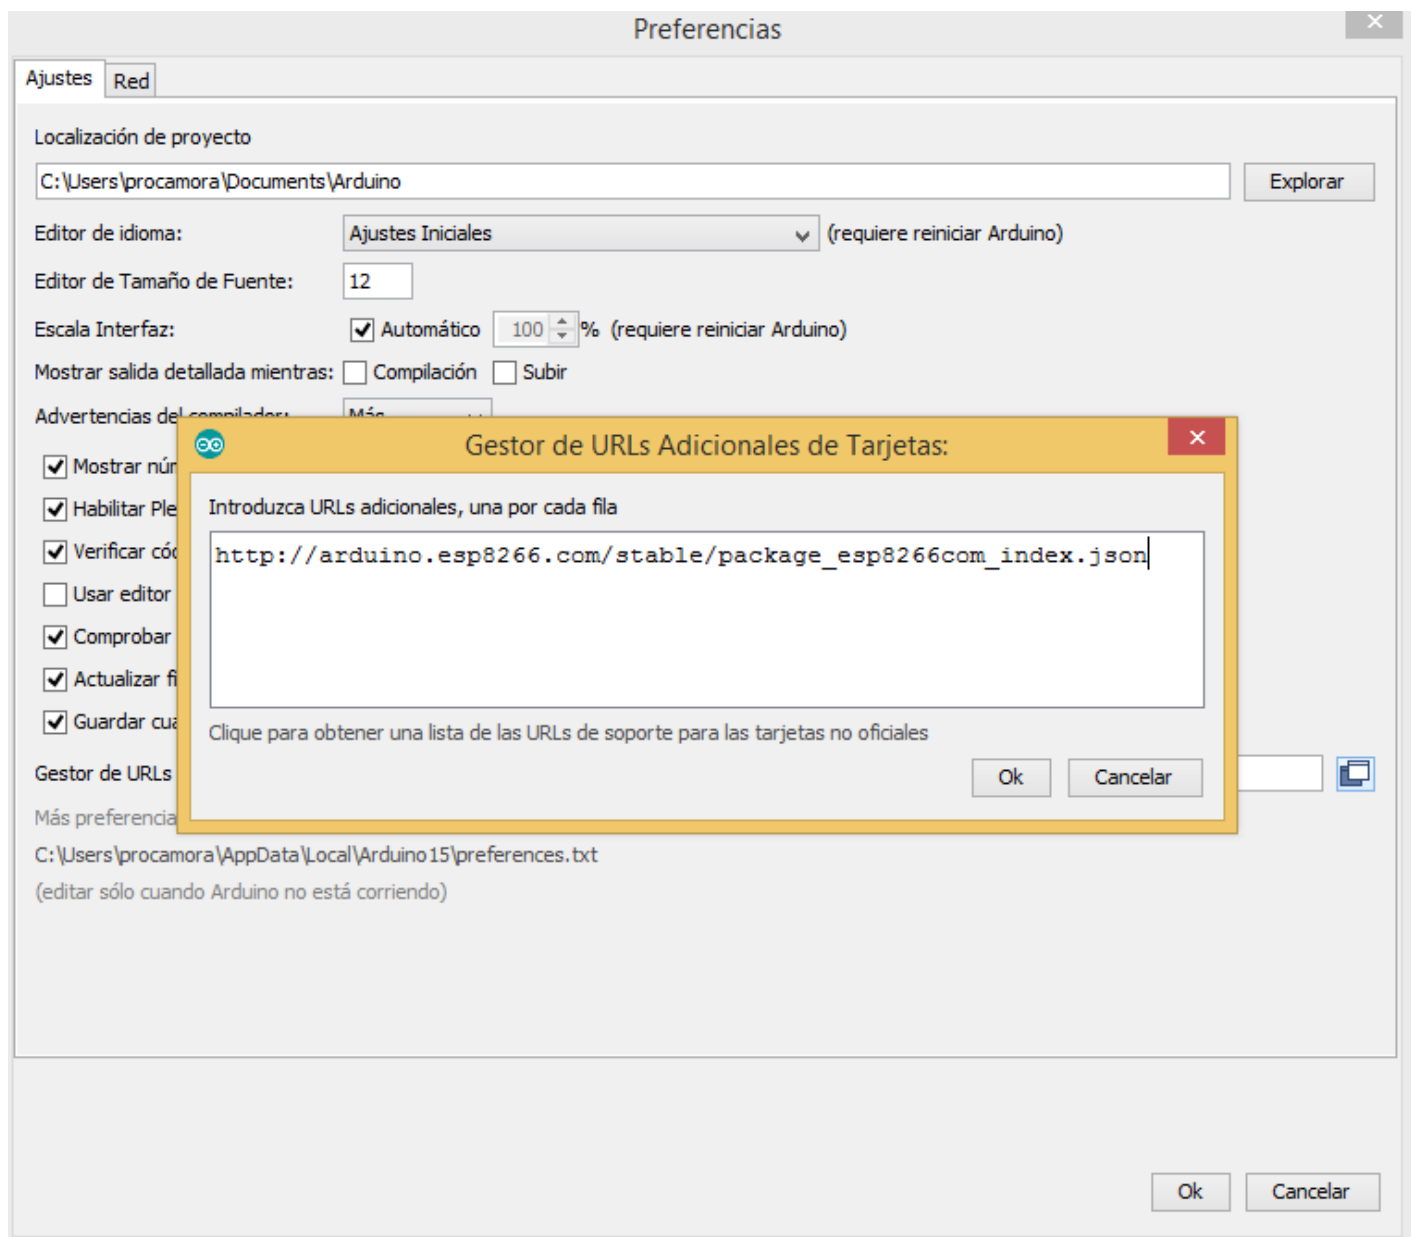 Preferencias
Ajustes Red
Localización de proyecto
C:\Users\procamora\Documents\Arduino Explorar
Editor de idioma: Ajustes Iniciales (requiere reiniciar Arduino)
Editor de Tamaño de Fuente: 12
Escala Interfaz: Automático 100 % (requiere reiniciar Arduino)
Mostrar salida detallada mientras: Compilación Subir
Advertencias del compilador: Más
Gestor de URLs Adicionales de Tarjetas:
Mostrar
Habilitar
Introduzca URLs adicionales, una por cada fila
Verificar
http://arduino.esp8266.com/stable/package_esp8266com_index.json
Usar editor
Comprobar
Actualizar
Guardar
Clique para obtener una lista de las URLs de soporte para las tarjetas no oficiales
Gestor de URLs
Ok Cancelar
Más
C:\Users\procamora\AppData\Local\Arduino15\preferences.txt
(editar sólo cuando Arduino no está corriendo)
Ok Cancelar